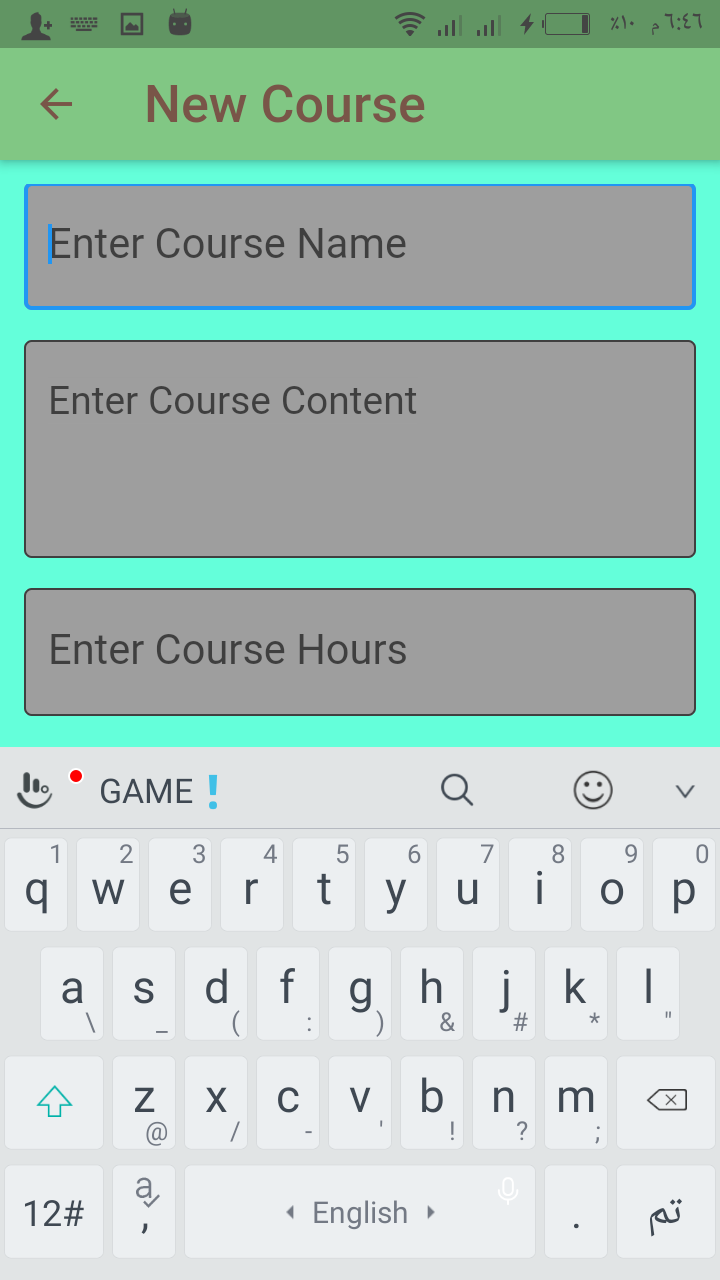 ٪١٠ ٦:٤٦ م
New Course
Enter Course Name
Enter Course Content
Enter Course Hours
GAME❗
1 2 3 4 5 6 7 8 9 0
q w e r t y u i o p
a s d f g h j k l
\ _ ( : ) & # * "
z x c v b n m
@ / - ' ! ? ;
12# a , English . تم